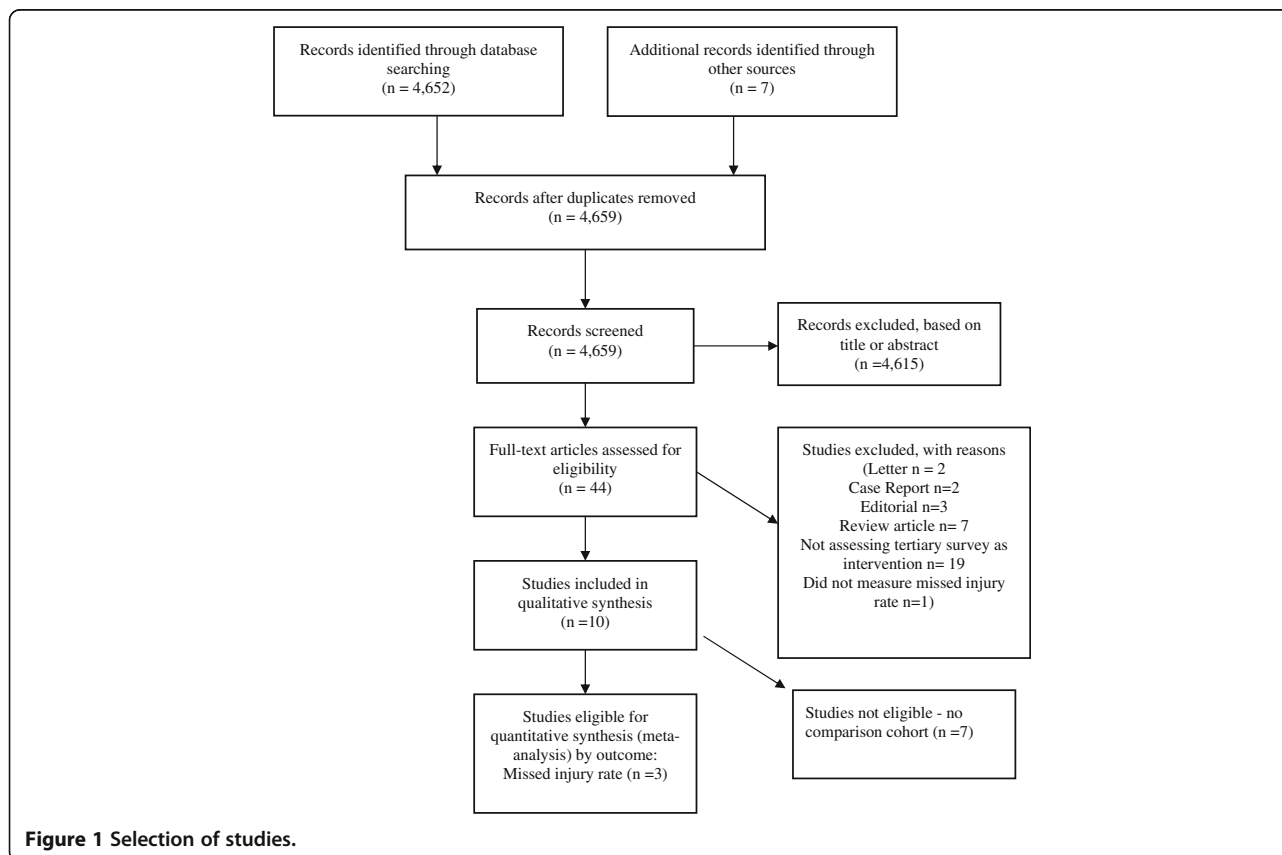 Records identified through database
searching
(n = 4,652)
Additional records identified through
other sources
(n = 7)
Records after duplicates removed
(n = 4,659)
Records screened
(n = 4,659)
Records excluded, based on
title or abstract
(n =4,615)
Full-text articles assessed for
eligibility
(n = 44)
Studies excluded, with reasons
(Letter n = 2
Case Report n=2
Editorial n=3
Review article n= 7
Not assessing tertiary survey as
intervention n= 19
Did not measure missed injury
rate n=1)
Studies included in
qualitative synthesis
(n =10)
Studies not eligible - no
comparison cohort (n =7)
Studies eligible for
quantitative synthesis (meta-
analysis) by outcome:
Missed injury rate (n =3)
Figure 1 Selection of studies.